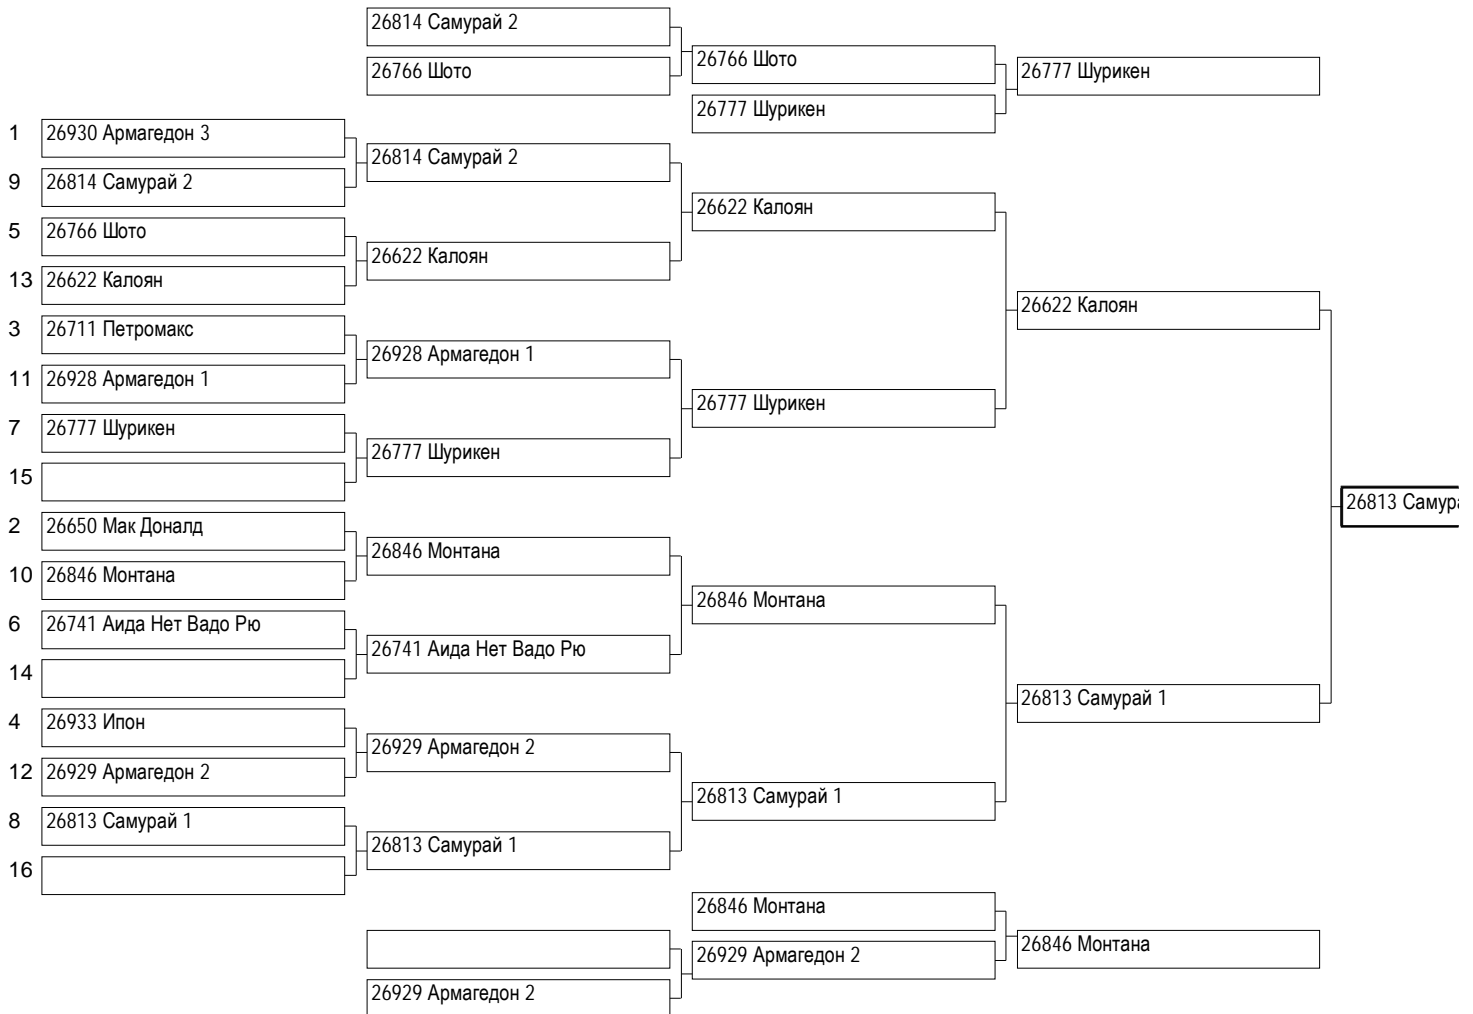 26814 Самурай 2
26766 Шото
26766 Шото
26777 Шурикен
26777 Шурикен
1 26930 Армагедон 3
9 26814 Самурай 2
26814 Самурай 2
5 26766 Шото
13 26622 Калоян
26622 Калоян
26622 Калоян
3 26711 Петромакс
11 26928 Армагедон 1
26928 Армагедон 1
7 26777 Шурикен
15
26777 Шурикен
26777 Шурикен
26622 Калоян
2 26650 Мак Доналд
10 26846 Монтана
26846 Монтана
6 26741 Аида Нет Вадо Рю
14
26741 Аида Нет Вадо Рю
26846 Монтана
4 26933 Ипон
12 26929 Армагедон 2
26929 Армагедон 2
8 26813 Самурай 1
16
26813 Самурай 1
26813 Самурай 1
26813 Самурай 1
26813
26846 Монтана
26929 Армагедон 2
26929 Армагедон 2
26846 Монтана